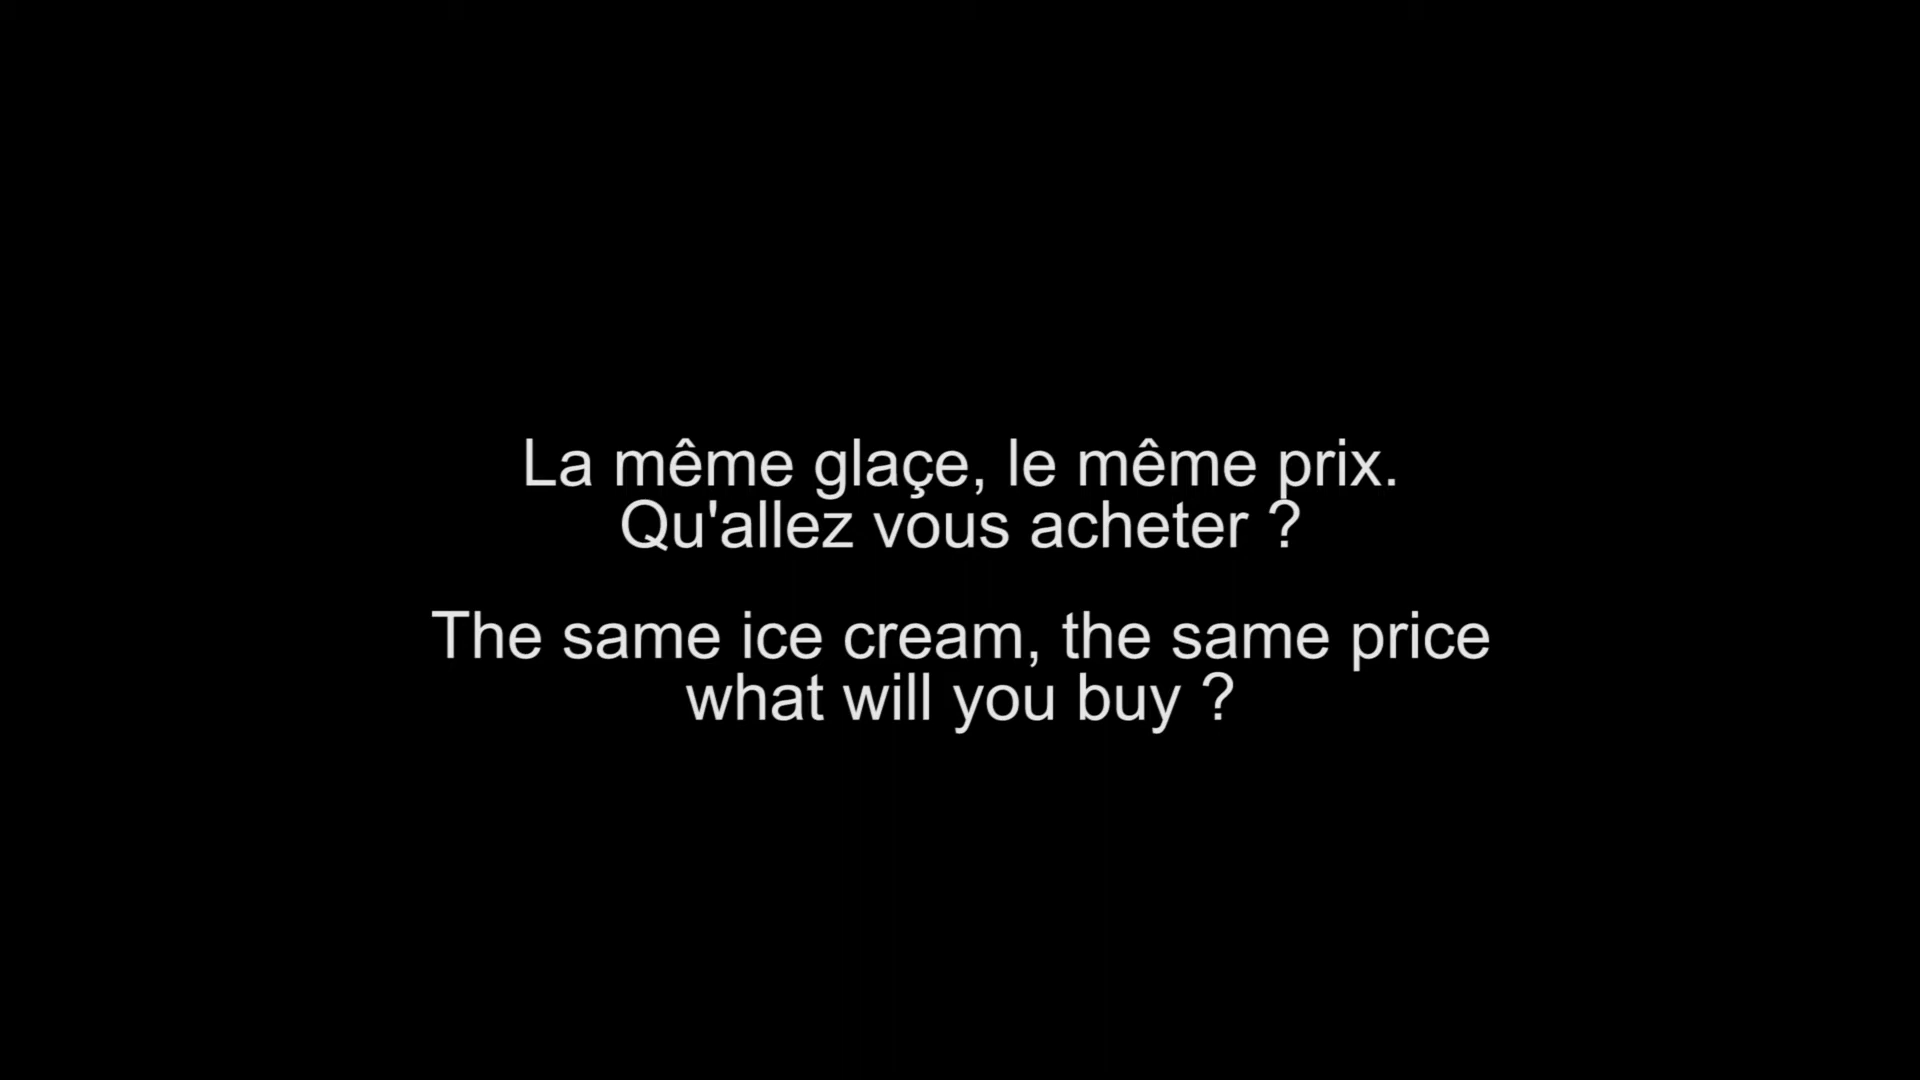 La même glaçe, le même prix.
Qu'allez vous acheter ?
The same ice cream, the same price
what will you buy ?